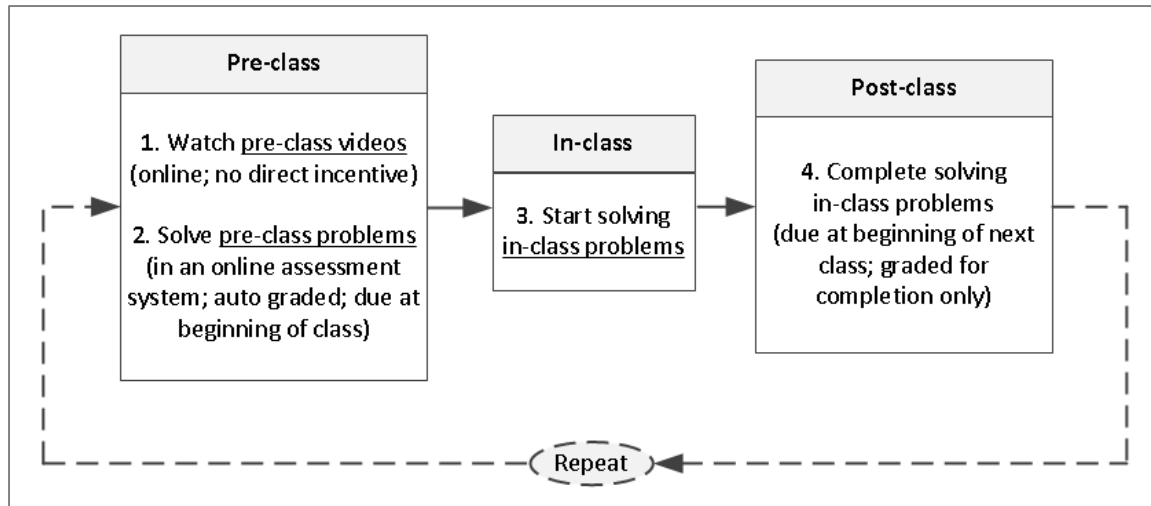 Pre-class
1. Watch pre-class videos
(online; no direct incentive)
2. Solve pre-class problems
(in an online assessment
system; auto graded; due at
beginning of class)
In-class
3. Start solving
in-class problems
Post-class
4. Complete solving
in-class problems
(due at beginning of next
class; graded for
completion only)
Repeat